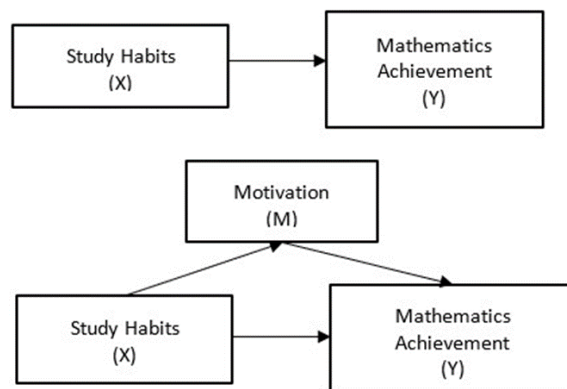 Study Habits
(X)
Mathematics
Achievement
(Y)
Motivation
(M)
Study Habits
(X)
Mathematics
Achievement
(Y)